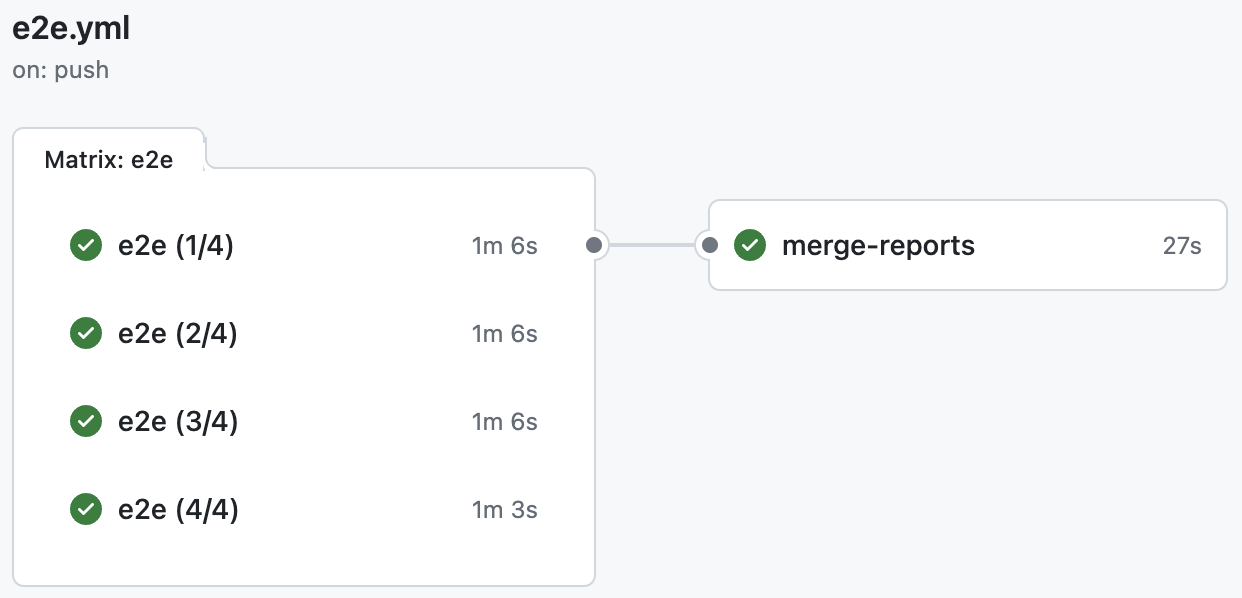 e2e.yml
on: push
Matrix: e2e
e2e (1/4) 1m 6s
merge-reports 27s
e2e (2/4) 1m 6s
e2e (3/4) 1m 6s
e2e (4/4) 1m 3s